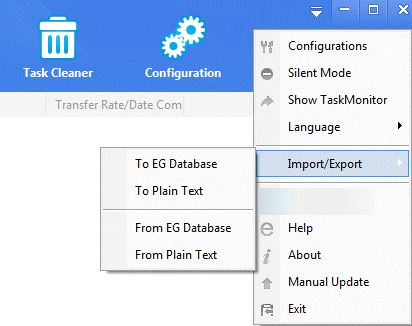 Task Cleaner
Configuration
Transfer Rate/Date Com
Configurations
Silent Mode
Show TaskMonitor
Language
Import/Export
To EG Database
To Plain Text
From EG Database
From Plain Text
Help
About
Manual Update
Exit